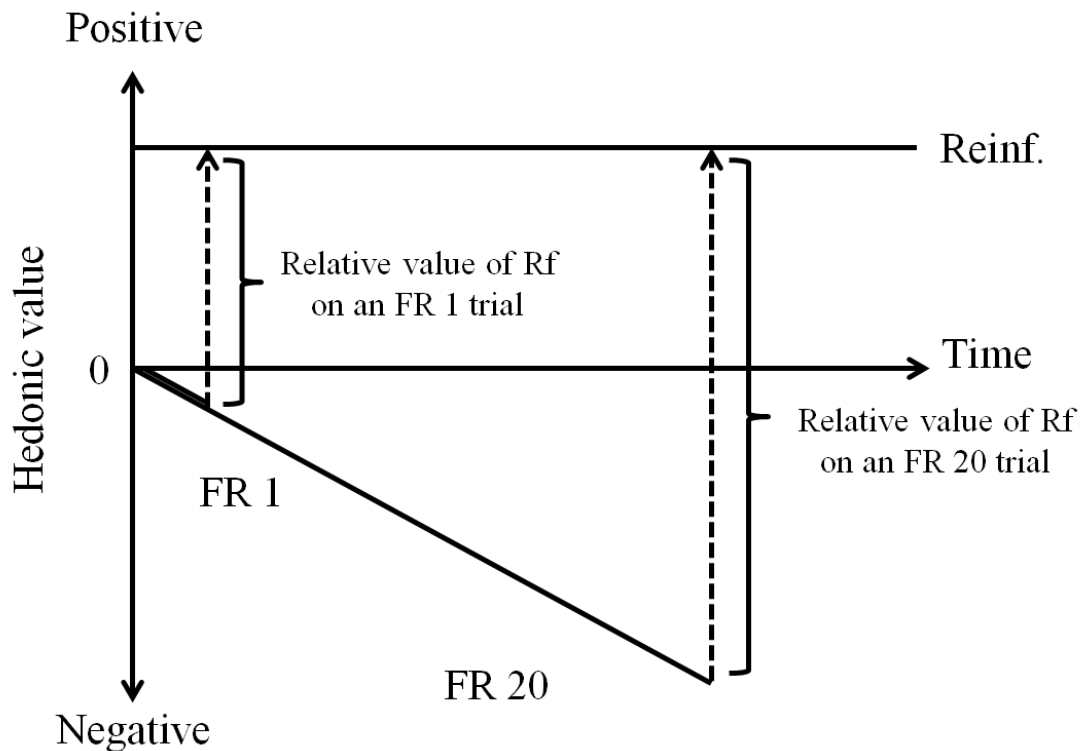 Positive
Reinf.
Relative value of Rf
on an FR 1 trial
Hedonic value
0
Time
Relative value of Rf
on an FR 20 trial
FR 1
FR 20
Negative